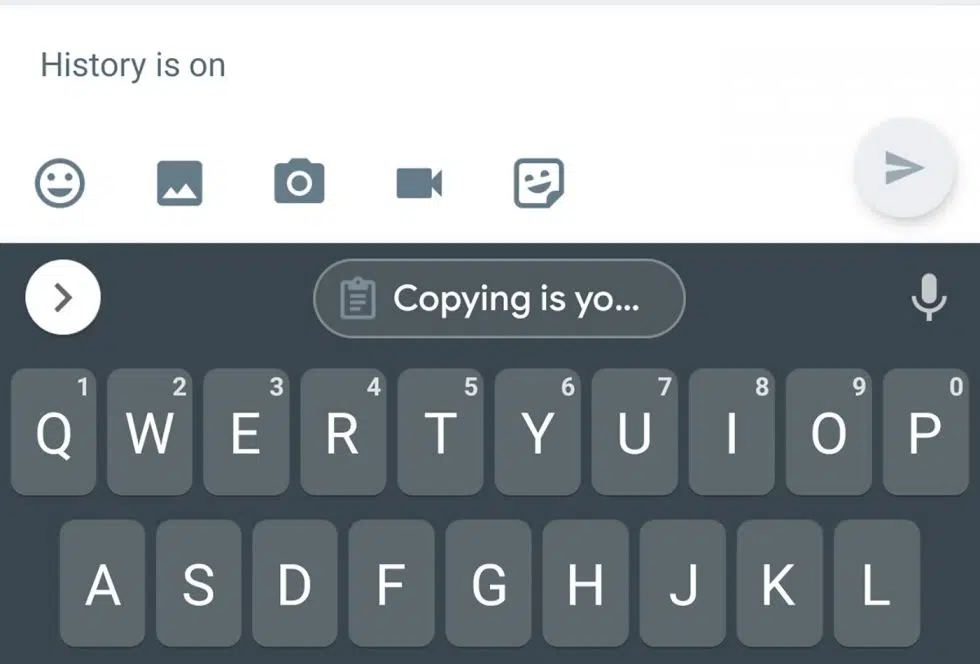 History is on
Copying is yo...
1 2 3 4 5 6 7 8 9 0
Q W E R T Y U I O P
A S D F G H J K L